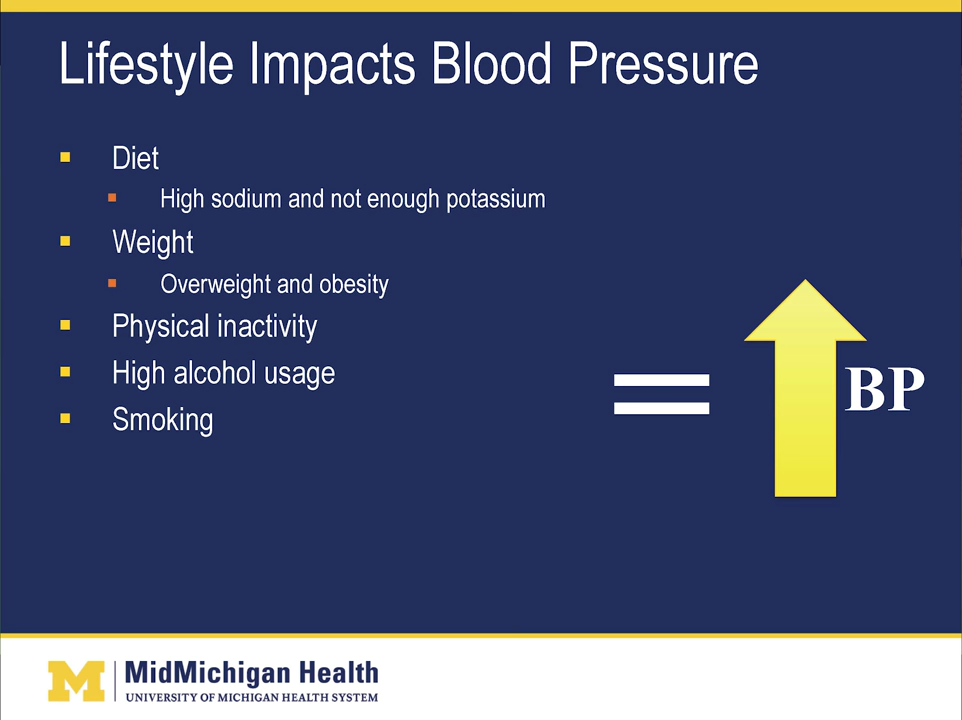 Lifestyle Impacts Blood Pressure
Diet
High sodium and not enough potassium
Weight
Overweight and obesity
Physical inactivity
High alcohol usage
Smoking
= BP
M MidMichigan Health
UNIVERSITY OF MICHIGAN HEALTH SYSTEM